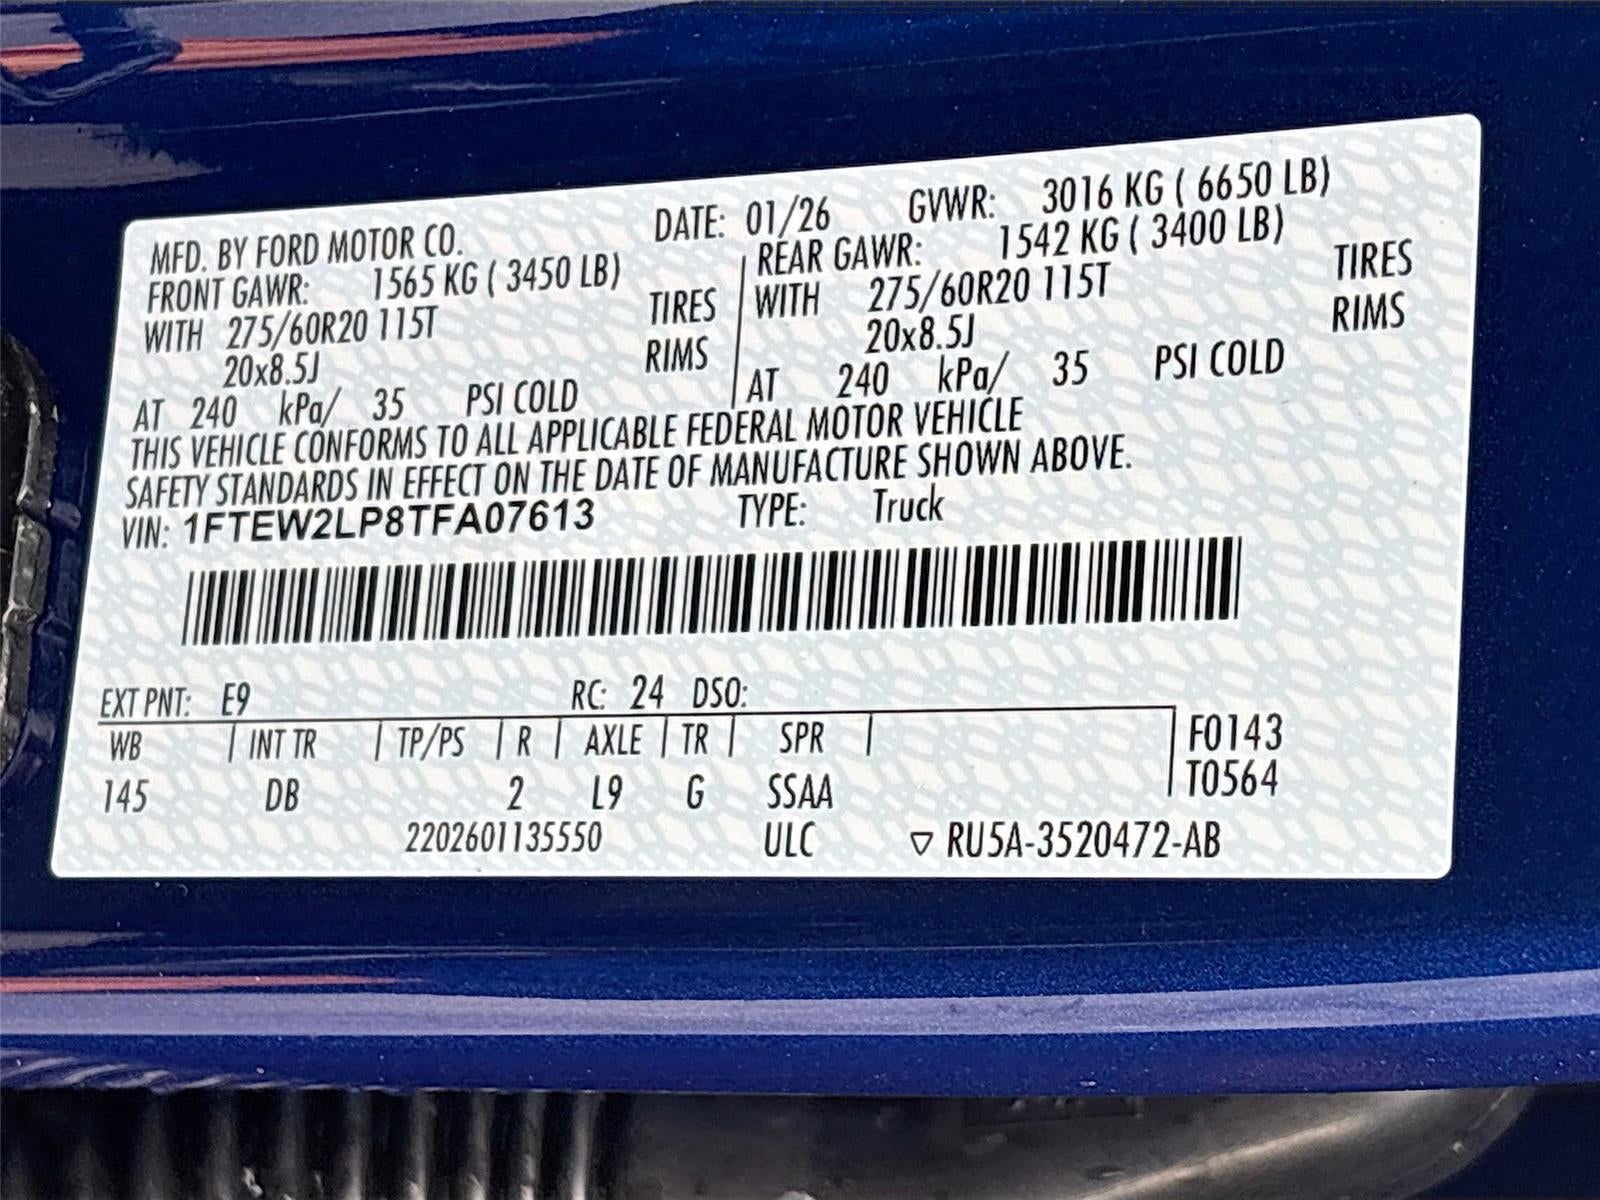 MFD. BY FORD MOTOR CO. DATE: 01/26 GVWR: 3016 KG ( 6650 LB)
FRONT GAWR: 1565 KG ( 3450 LB) REAR GAWR: 1542 KG ( 3400 LB)
WITH 275/60R20 115T TIRES WITH 275/60R20 115T TIRES
20x8.5J RIMS 20x8.5J RIMS
AT 240 kPa/ 35 PSI COLD AT 240 kPa/ 35 PSI COLD
THIS VEHICLE CONFORMS TO ALL APPLICABLE FEDERAL MOTOR VEHICLE
SAFETY STANDARDS IN EFFECT ON THE DATE OF MANUFACTURE SHOWN ABOVE.
VIN: 1FTEW2LP8TFA07613 TYPE: Truck
EXT PNT: E9 RC: 24 DSO:
WB | INT TR | TP/PS | R | AXLE | TR | SPR | F0143
145 DB 2 L9 G SSAA T0564
2202601135550 ULC ▽ RU5A-3520472-AB